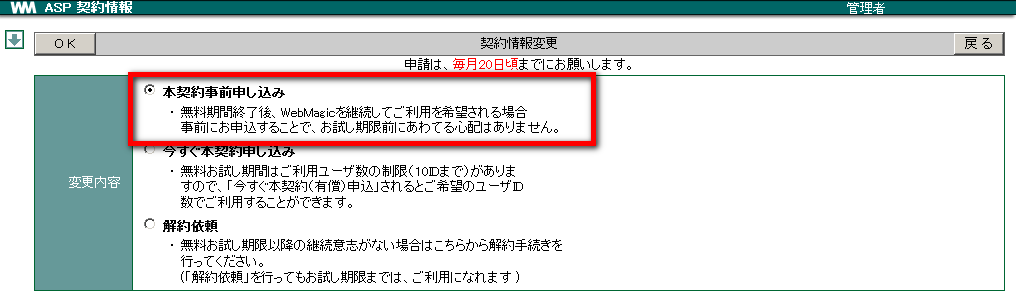 WM ASP 契約情報
管理者
ＯＫ
契約情報変更
戻る
申請は、毎月20日頃までにお願いします。
変更内容
本契約事前申し込み
・無料期間終了後、WebMagicを継続してご利用を希望される場合
事前にお申込することで、お試し期限前にあわてる心配はありません。
今すぐ本契約申し込み
・無料お試し期間はご利用ユーザ数の制限（10IDまで）がありま
すので、「今すぐ本契約（有償）申込」されるとご希望のユーザID
数でご利用することができます。
解約依頼
・無料お試し期限以降の継続意志がない場合はこちらから解約手続きを
行ってください。
（「解約依頼」を行ってもお試し期限までは、ご利用になれます）